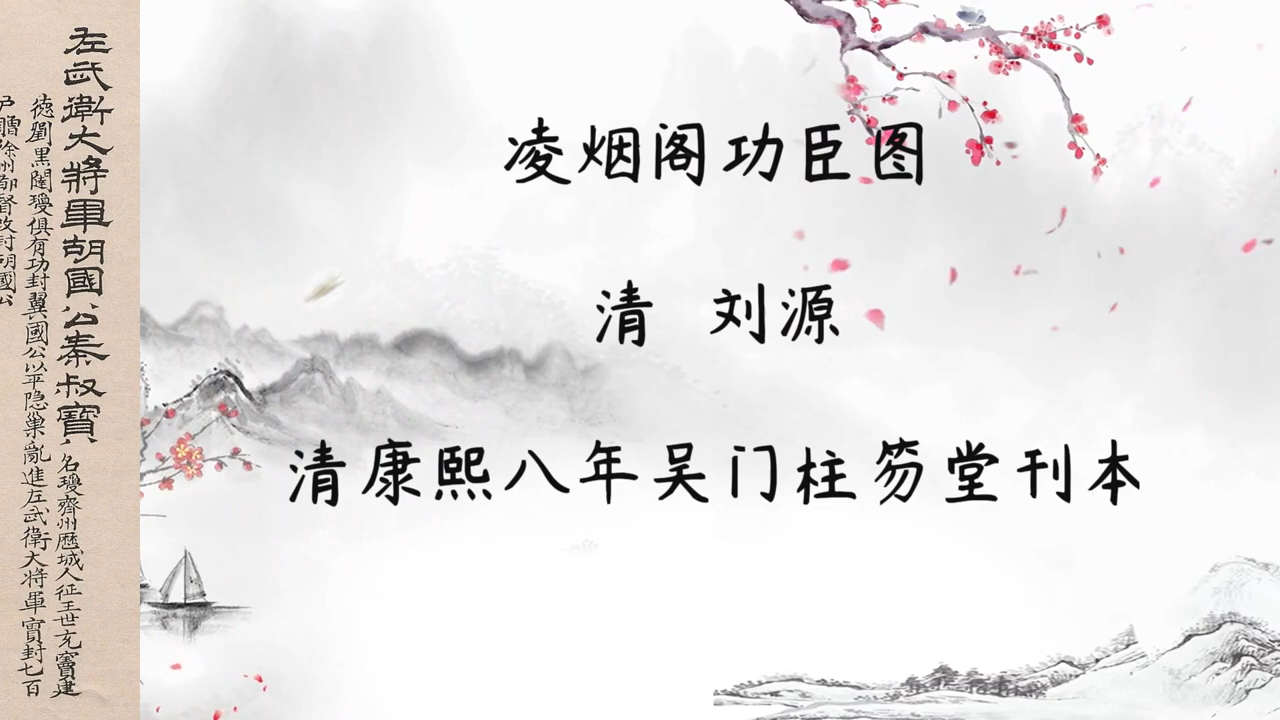 左武衛大將軍胡國公秦叔寶
名瓊齊州歷城人征王世充竇建
德劉黑闥瓊俱有功封翼國公以平隐巢亂進左武衛大将軍實封七百
戸贈徐州都督改封胡國公
凌烟阁功臣图
清 刘源
清康熙八年吴门柱笏堂刊本